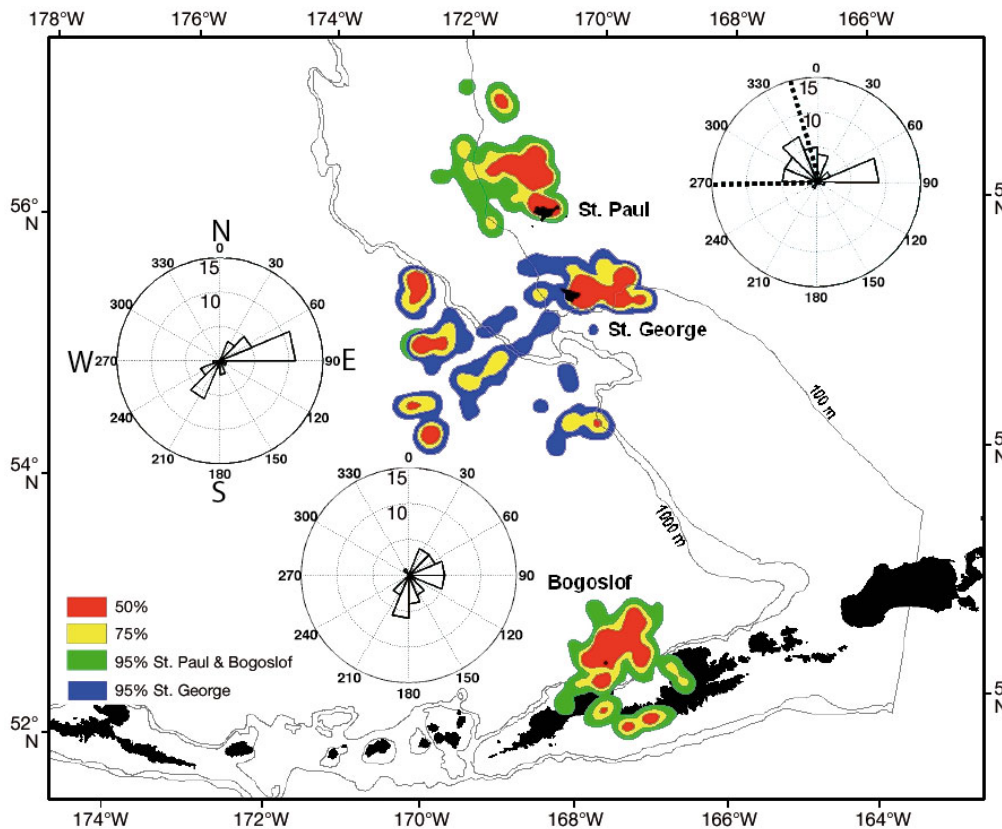 178°W 176°W 174°W 172°W 170°W 168°W 166°W
0
330 15 30
10
300 60
270 90
240 120
210 150
180
56°
N
St. Paul
N
0
330 15 30
10
300 60
W 270 90 E
240 120
210 150
180
S
St. George
100 m
54°
N
0
330 15 30
10
300 60
270 90
240 120
210 150
180
1000 m
Bogoslof
50%
75%
95% St. Paul & Bogoslof
95% St. George
52°
N
174°W 172°W 170°W 168°W 166°W 164°W